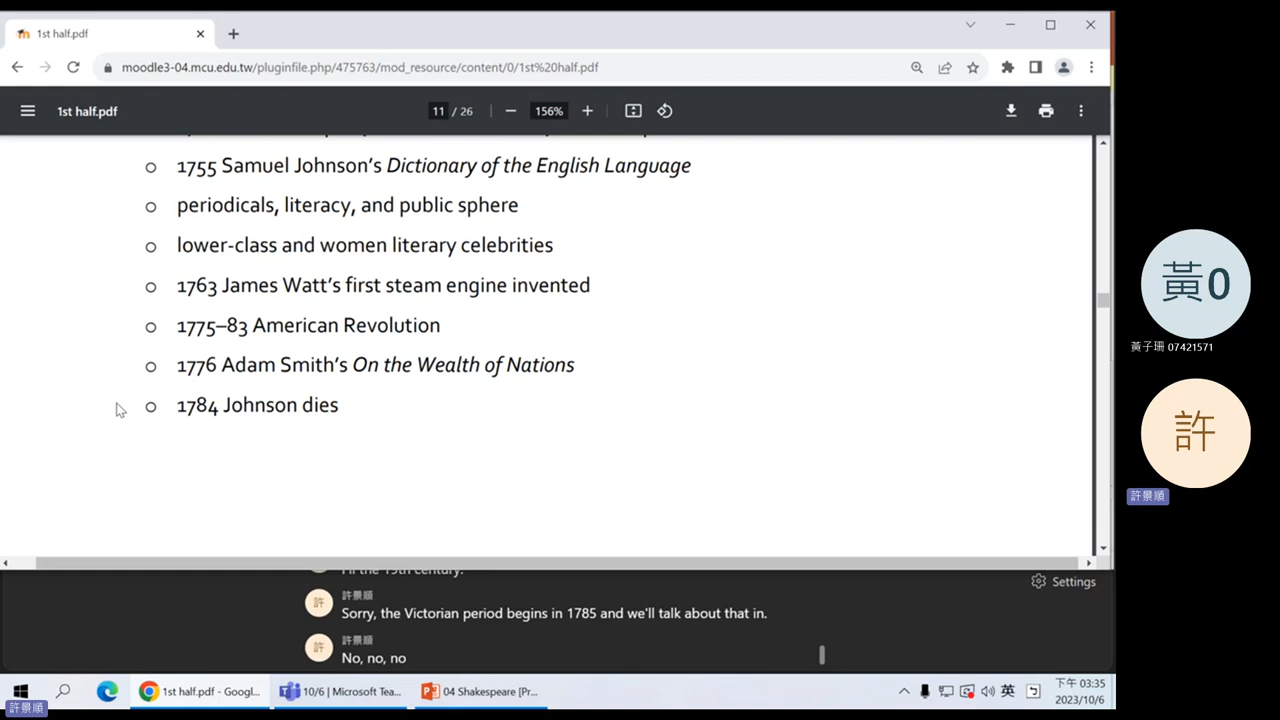 1st half.pdf
moodle3-04.mcu.edu.tw/pluginfile.php/475763/mod_resource/content/0/1st%20half.pdf
1st half.pdf
11 / 26
156%
1755 Samuel Johnson's Dictionary of the English Language
periodicals, literacy, and public sphere
lower-class and women literary celebrities
1763 James Watt's first steam engine invented
1775–83 American Revolution
1776 Adam Smith's On the Wealth of Nations
1784 Johnson dies
黃0
黃子珊 07421571
許
許景順
the 19th century.
Settings
許
許景順
Sorry, the Victorian period begins in 1785 and we'll talk about that in.
許
許景順
No, no, no
1st half.pdf - Googl...
10/6 | Microsoft Tea...
04 Shakespeare [Pr...
英
下午 03:35
2023/10/6
許景順